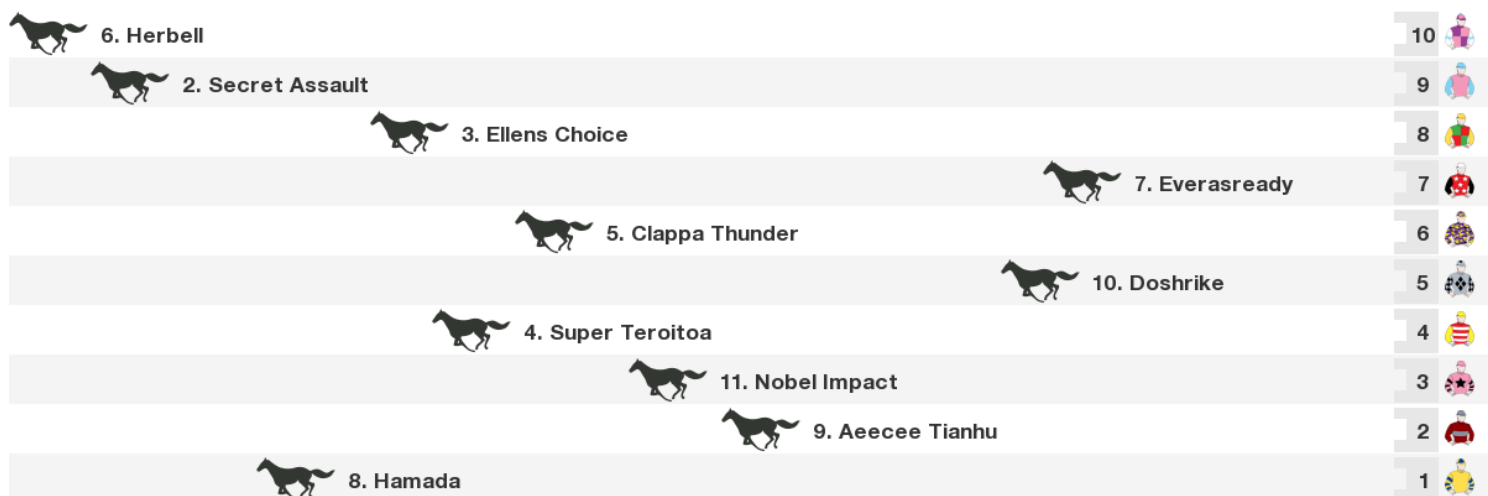 6. Herbell 10
2. Secret Assault 9
3. Ellens Choice 8
7. Everasready 7
5. Clappa Thunder 6
10. Doshrike 5
4. Super Teroitoa 4
11. Nobel Impact 3
9. Aeecee Tianhu 2
8. Hamada 1